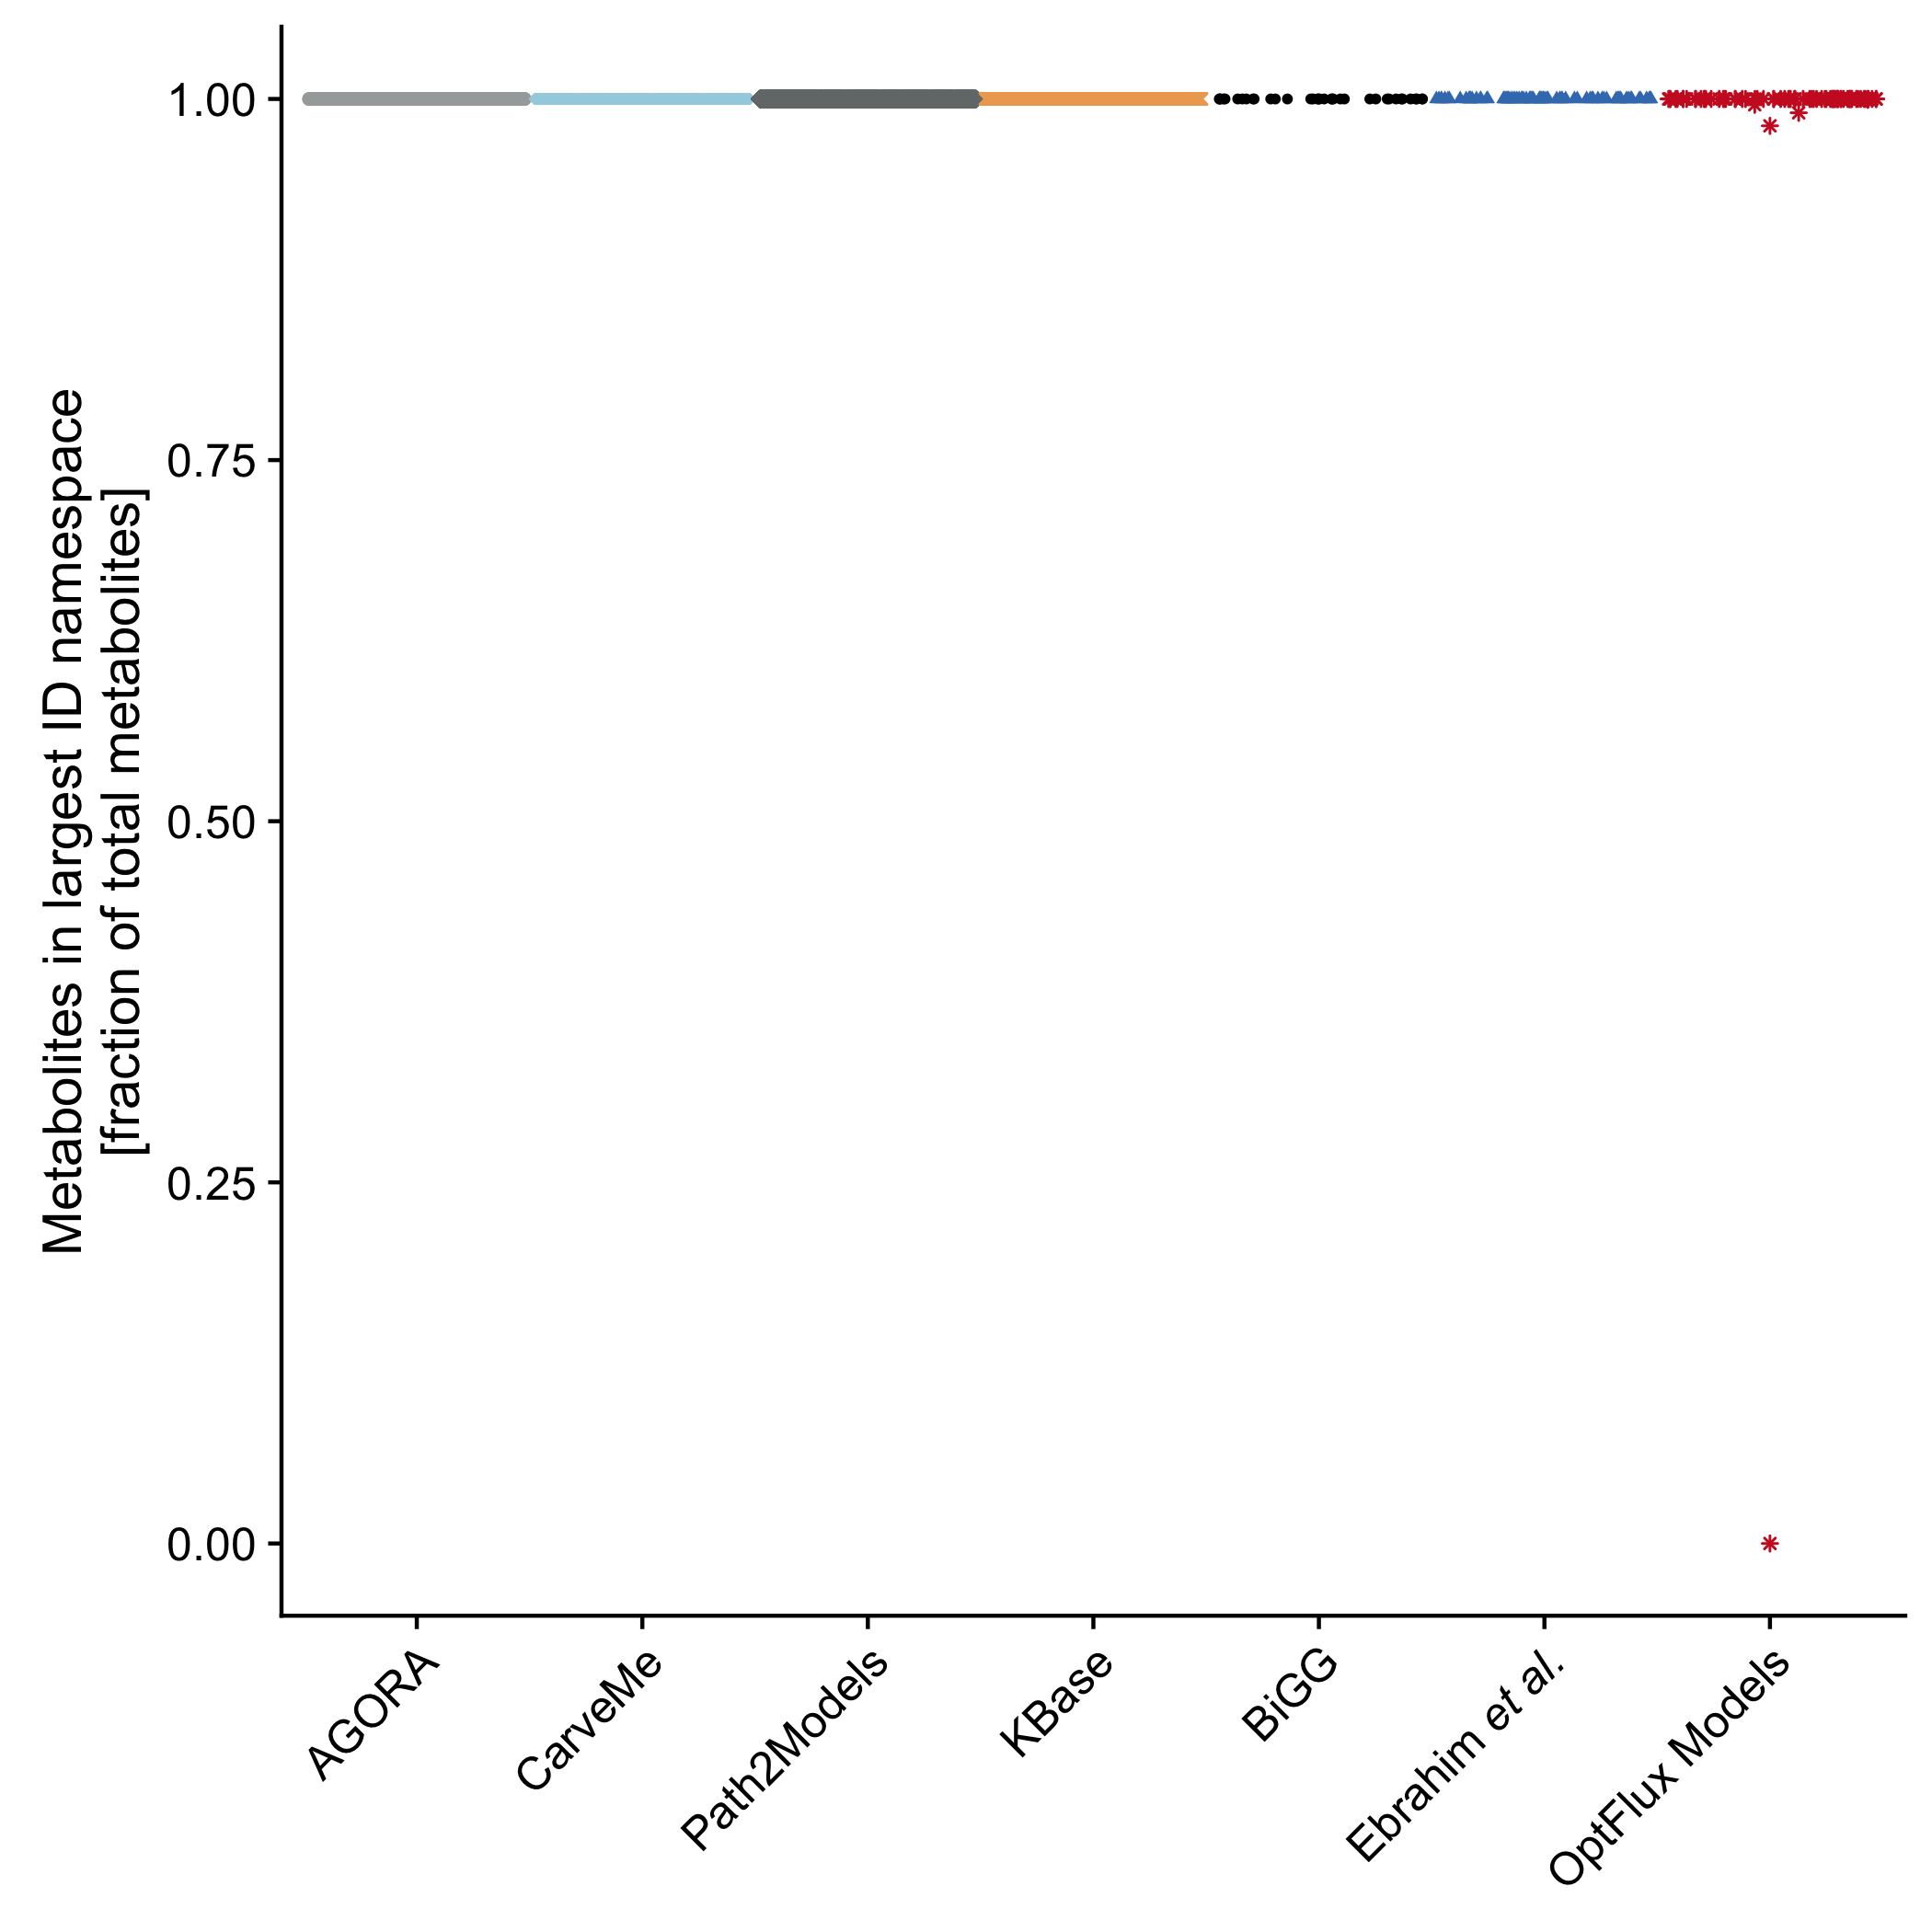 Metabolites in largest ID namespace
[fraction of total metabolites]
1.00
0.75
0.50
0.25
0.00
AGORA
CarveMe
Path2Models
KBase
BiGG
Ebrahim et al.
OptFlux Models